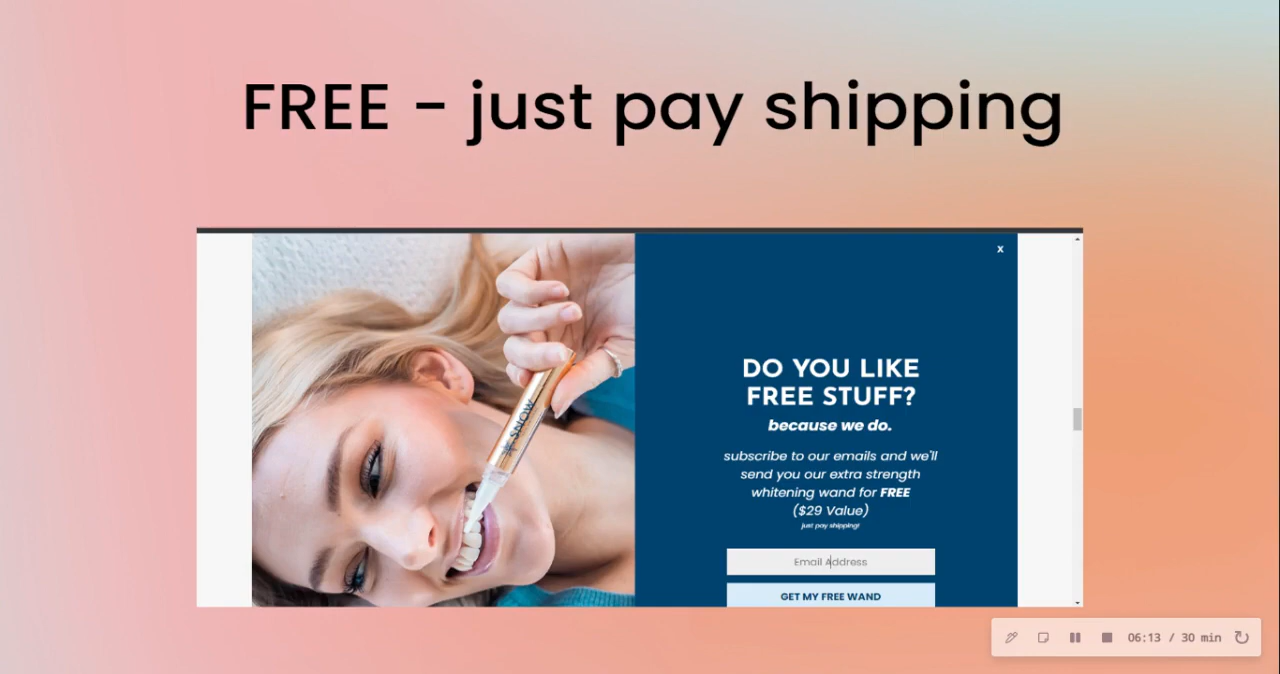 FREE - just pay shipping
X
SNOW
DO YOU LIKE
FREE STUFF?
because we do.
subscribe to our emails and we'll
send you our extra strength
whitening wand for FREE
($29 Value)
just pay shipping!
Email Address
GET MY FREE WAND
06:13 / 30 min